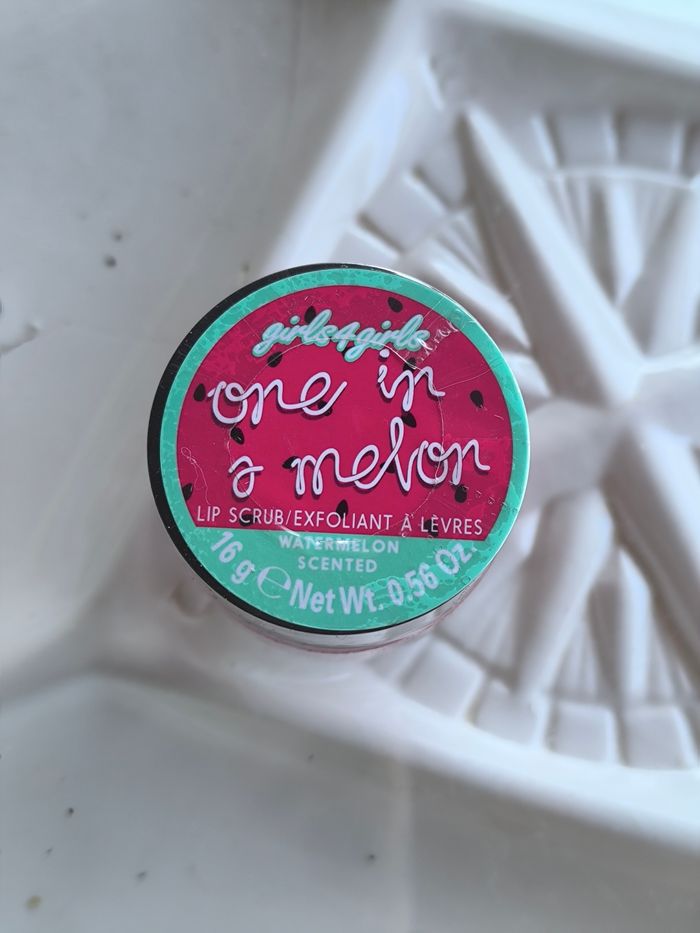 girls4girls
one in
a melon
LIP SCRUB/EXFOLIANT À LÈVRES
WATERMELON
SCENTED
16 g ℮ Net Wt. 0.56 Oz.